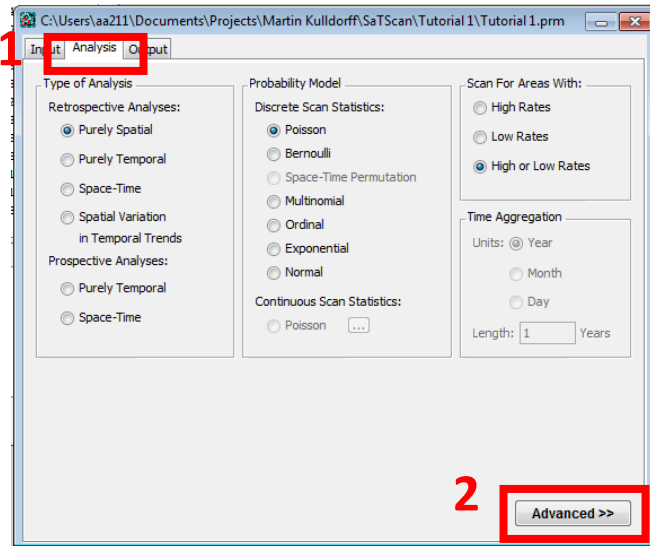 C:\Users\aa211\Documents\Projects\Martin Kulldorff\SaTScan\Tutorial 1\Tutorial 1.prm
1
Input Analysis Output
Type of Analysis
Retrospective Analyses:
Purely Spatial
Purely Temporal
Space-Time
Spatial Variation
in Temporal Trends
Prospective Analyses:
Purely Temporal
Space-Time
Probability Model
Discrete Scan Statistics:
Poisson
Bernoulli
Space-Time Permutation
Multinomial
Ordinal
Exponential
Normal
Continuous Scan Statistics:
Poisson ...
Scan For Areas With:
High Rates
Low Rates
High or Low Rates
Time Aggregation
Units: Year
Month
Day
Length: 1 Years
2
Advanced >>